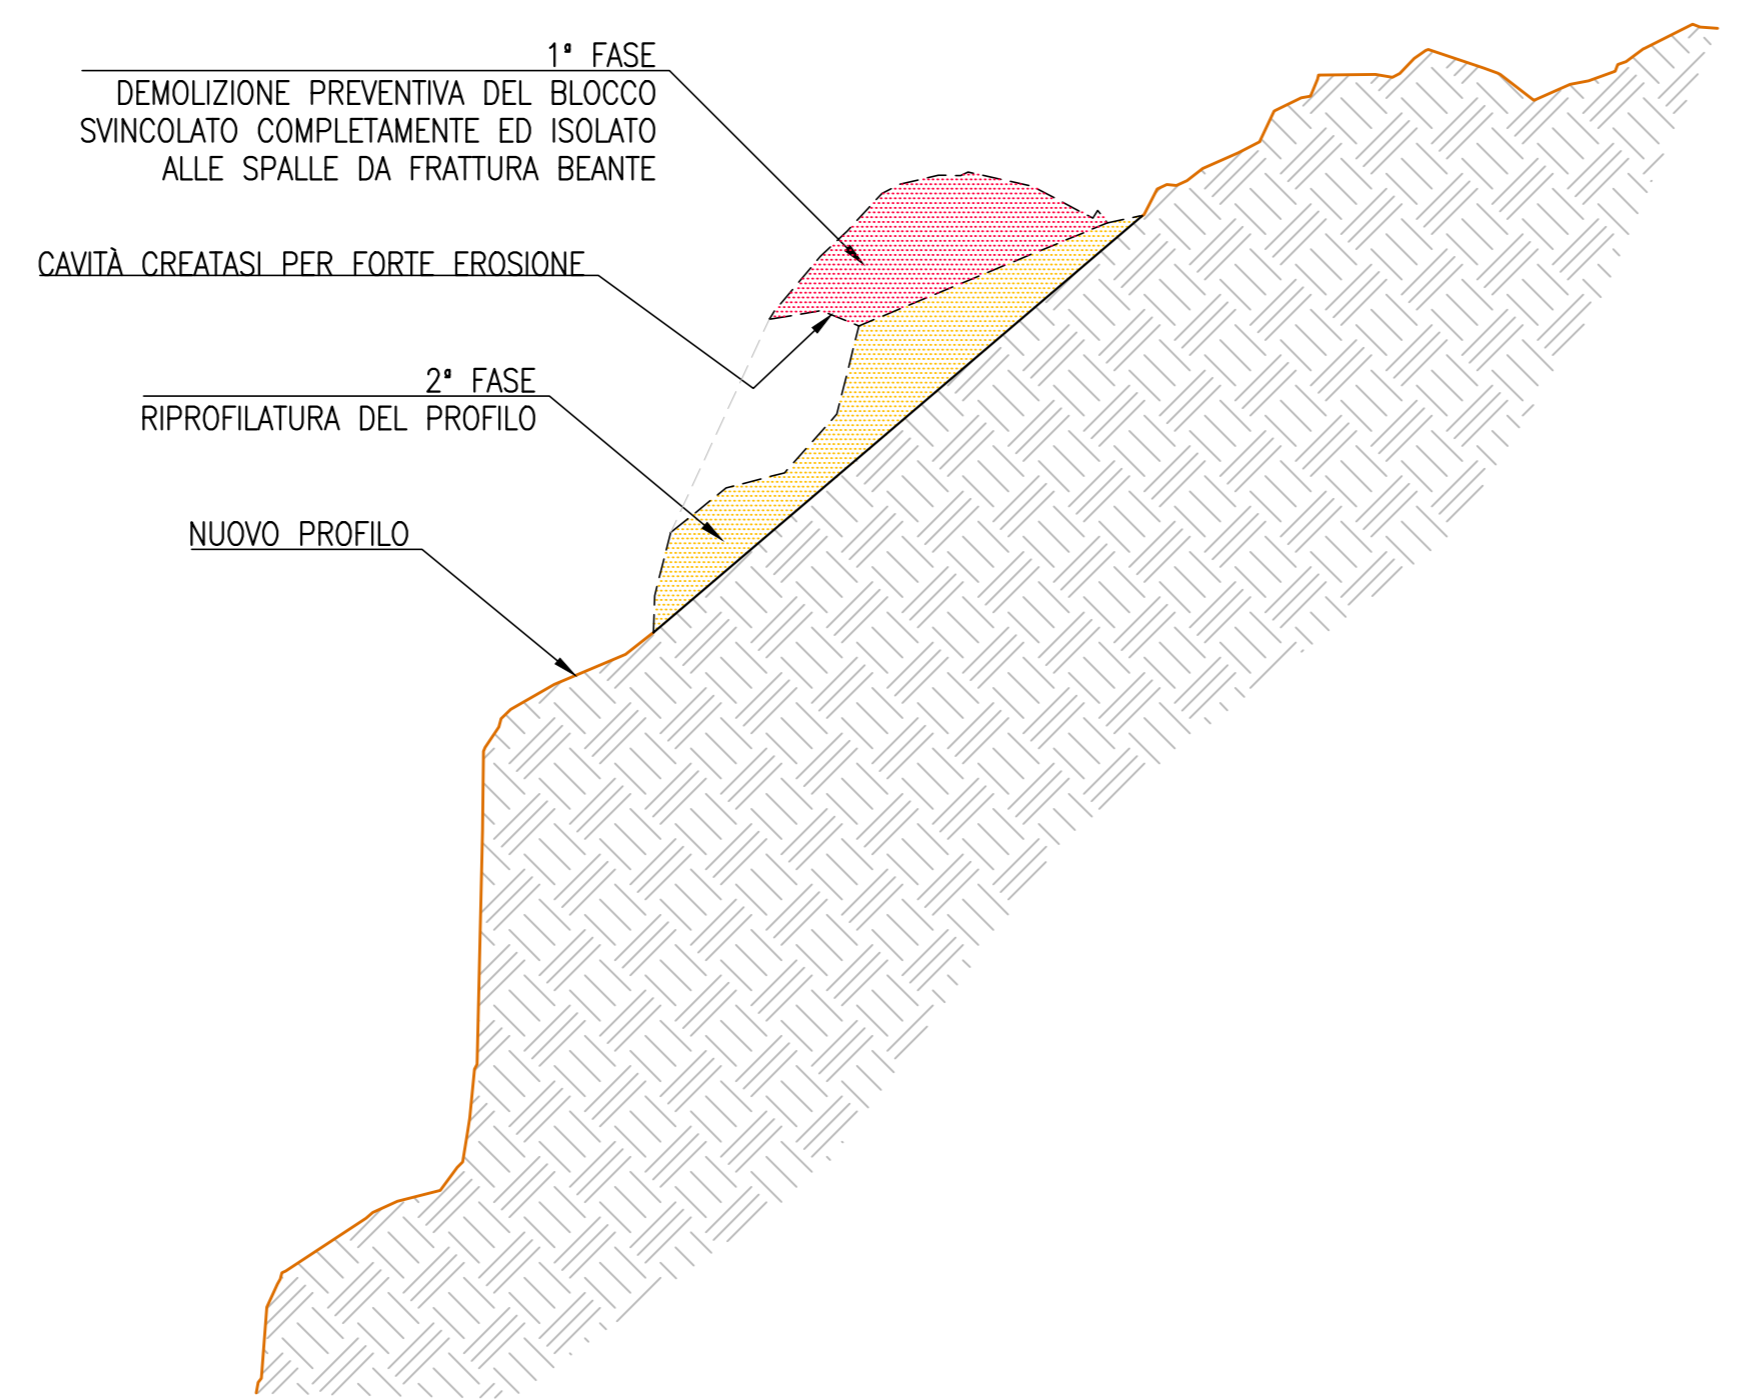 1ª FASE
DEMOLIZIONE PREVENTIVA DEL BLOCCO
SVINCOLATO COMPLETAMENTE ED ISOLATO
ALLE SPALLE DA FRATTURA BEANTE
CAVITÀ CREATASI PER FORTE EROSIONE
2ª FASE
RIPROFILATURA DEL PROFILO
NUOVO PROFILO